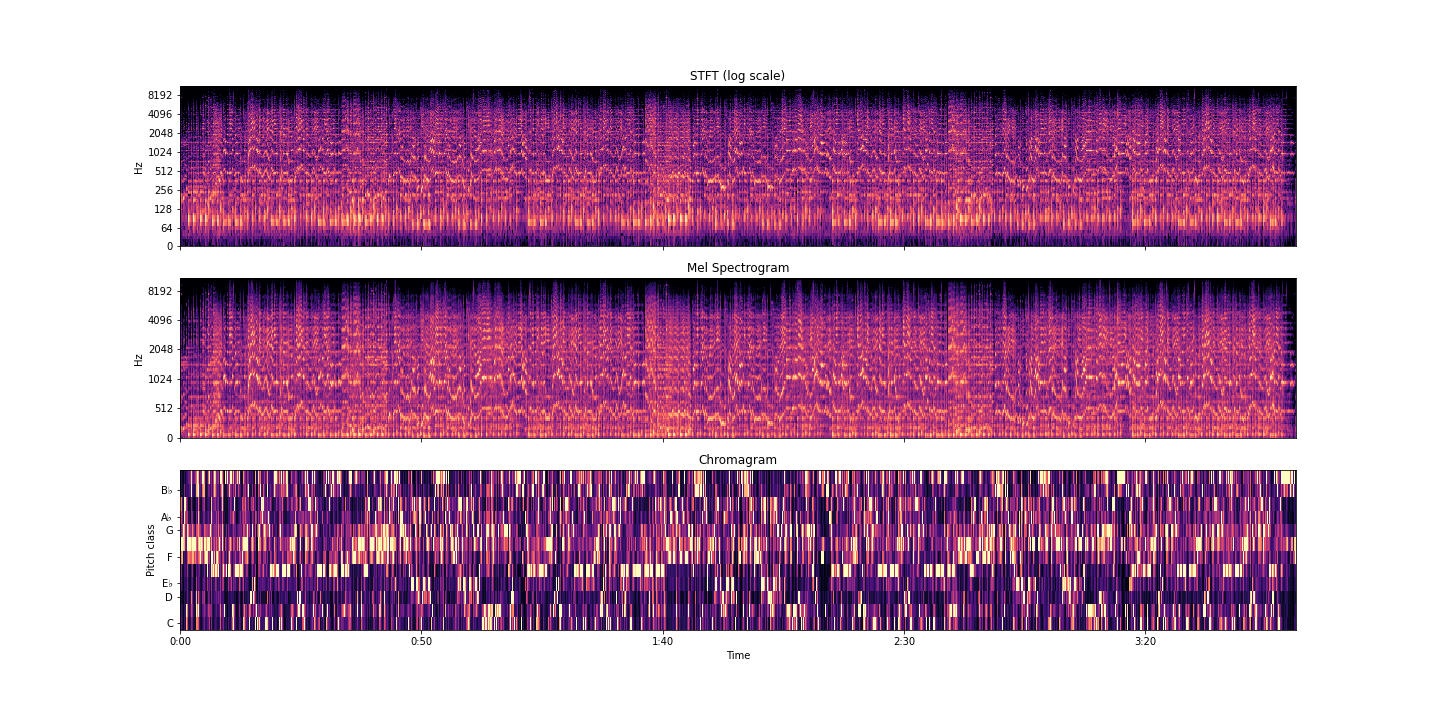 STFT (log scale)
8192
4096
2048
1024
512
256
128
64
0
Hz
Mel Spectrogram
8192
4096
2048
1024
512
0
Hz
Chromagram
B♭
A♭
G
F
E♭
D
C
Pitch class
0:00 0:50 1:40 2:30 3:20
Time